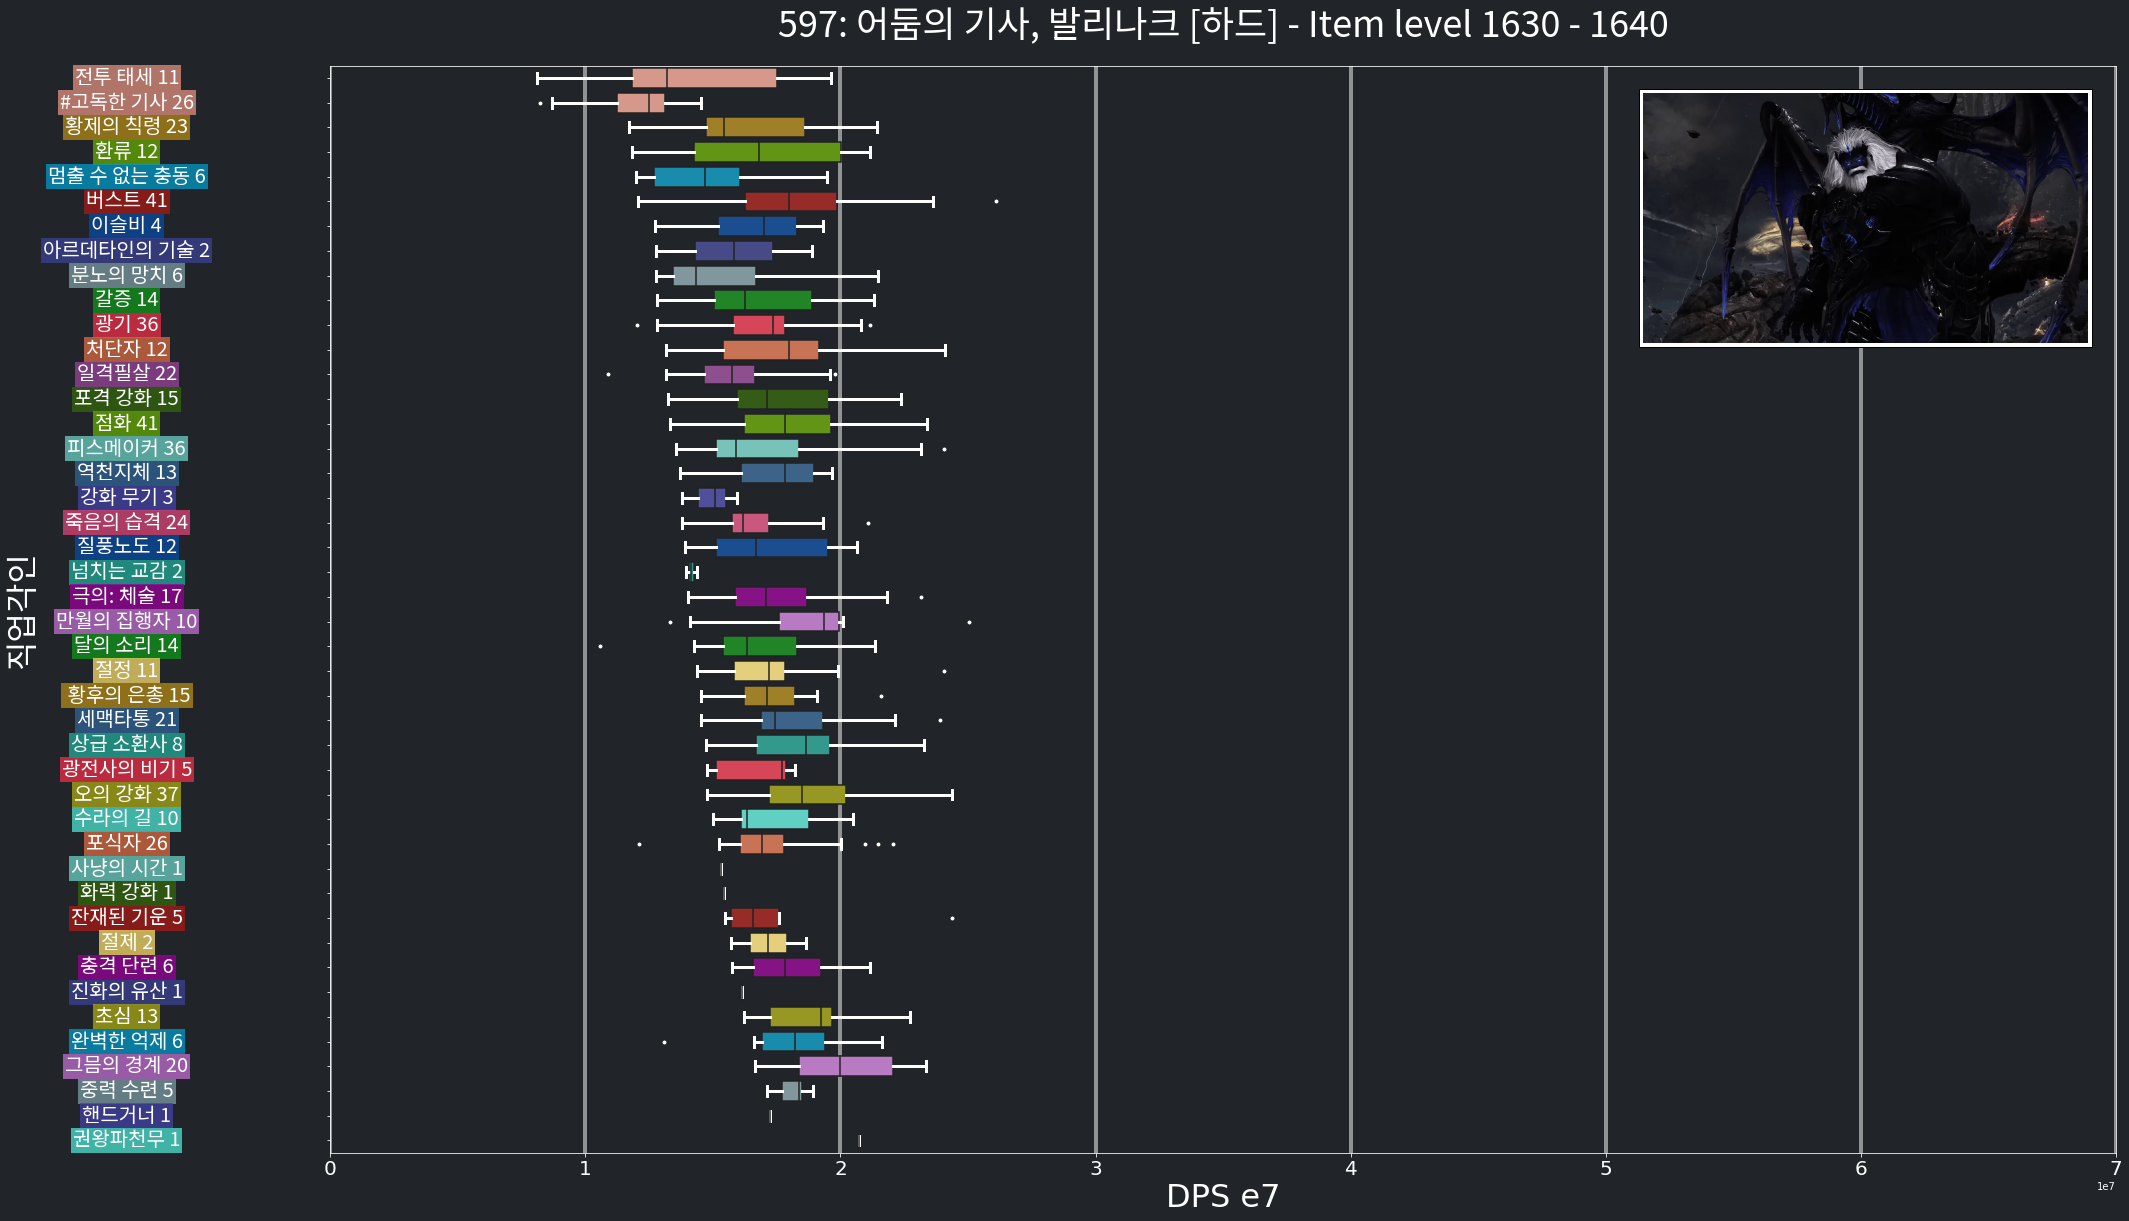 597: 어둠의 기사, 발리나크 [하드] - Item level 1630 - 1640
전투 태세 11
#고독한 기사 26
황제의 칙령 23
환류 12
멈출 수 없는 충동 6
버스트 41
이슬비 4
아르데타인의 기술 2
분노의 망치 6
갈증 14
광기 36
처단자 12
일격필살 22
포격 강화 15
점화 41
피스메이커 36
역천지체 13
강화 무기 3
죽음의 습격 24
질풍노도 12
넘치는 교감 2
극의: 체술 17
만월의 집행자 10
달의 소리 14
절정 11
황후의 은총 15
세맥타통 21
상급 소환사 8
광전사의 비기 5
오의 강화 37
수라의 길 10
포식자 26
사냥의 시간 1
화력 강화 1
잔재된 기운 5
절제 2
충격 단련 6
진화의 유산 1
초심 13
완벽한 억제 6
그믐의 경계 20
중력 수련 5
핸드거너 1
권왕파천무 1
직업각인
0 1 2 3 4 5 6 7
1e7
DPS e7